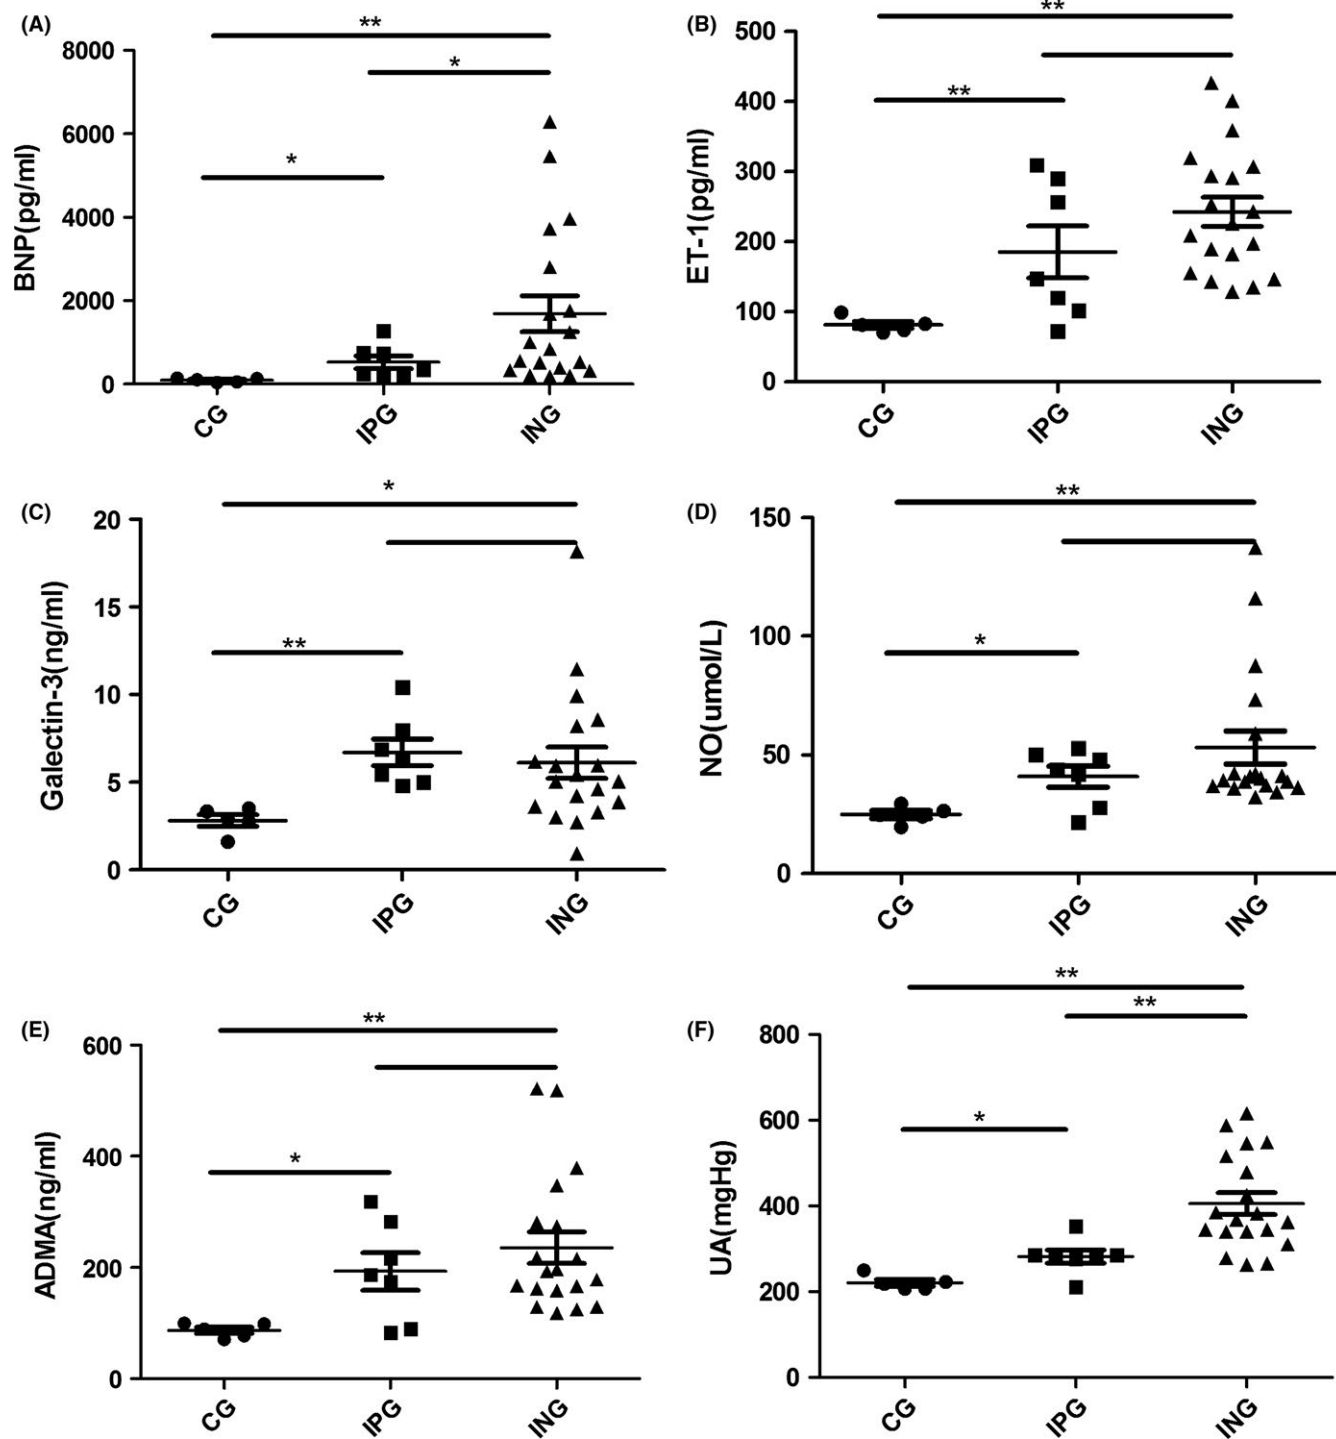 (A)
**
*
*
BNP(pg/ml)
8000
6000
4000
2000
0
CG
IPG
ING
(B)
**
**
ET-1(pg/ml)
500
400
300
200
100
0
CG
IPG
ING
(C)
*
**
Galectin-3(ng/ml)
20
15
10
5
0
CG
IPG
ING
(D)
**
*
NO(umol/L)
150
100
50
0
CG
IPG
ING
(E)
**
*
ADMA(ng/ml)
600
400
200
0
CG
IPG
ING
(F)
**
**
*
UA(mgHg)
800
600
400
200
0
CG
IPG
ING